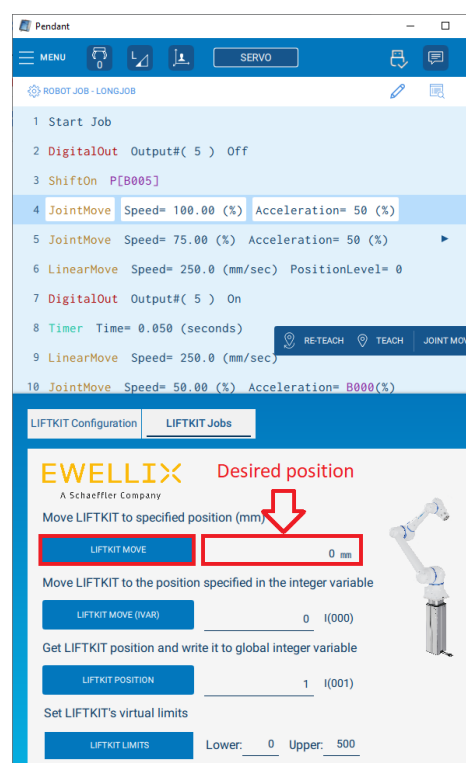 Pendant
MENU 0 SERVO
ROBOT JOB - LONGJOB
1 Start Job
2 DigitalOut Output#( 5 ) Off
3 ShiftOn P[B005]
4 JointMove Speed= 100.00 (%) Acceleration= 50 (%)
5 JointMove Speed= 75.00 (%) Acceleration= 50 (%)
6 LinearMove Speed= 250.0 (mm/sec) PositionLevel= 0
7 DigitalOut Output#( 5 ) On
8 Timer Time= 0.050 (seconds)
RE-TEACH TEACH JOINT MOV
9 LinearMove Speed= 250.0 (mm/sec)
10 JointMove Speed= 50.00 (%) Acceleration= B000(%)
LIFTKIT Configuration LIFTKIT Jobs
EWELLIX
A Schaeffler Company
Desired position
Move LIFTKIT to specified position (mm)
LIFTKIT MOVE 0 mm
Move LIFTKIT to the position specified in the integer variable
LIFTKIT MOVE (IVAR) 0 I(000)
Get LIFTKIT position and write it to global integer variable
LIFTKIT POSITION 1 I(001)
Set LIFTKIT's virtual limits
LIFTKIT LIMITS Lower: 0 Upper: 500